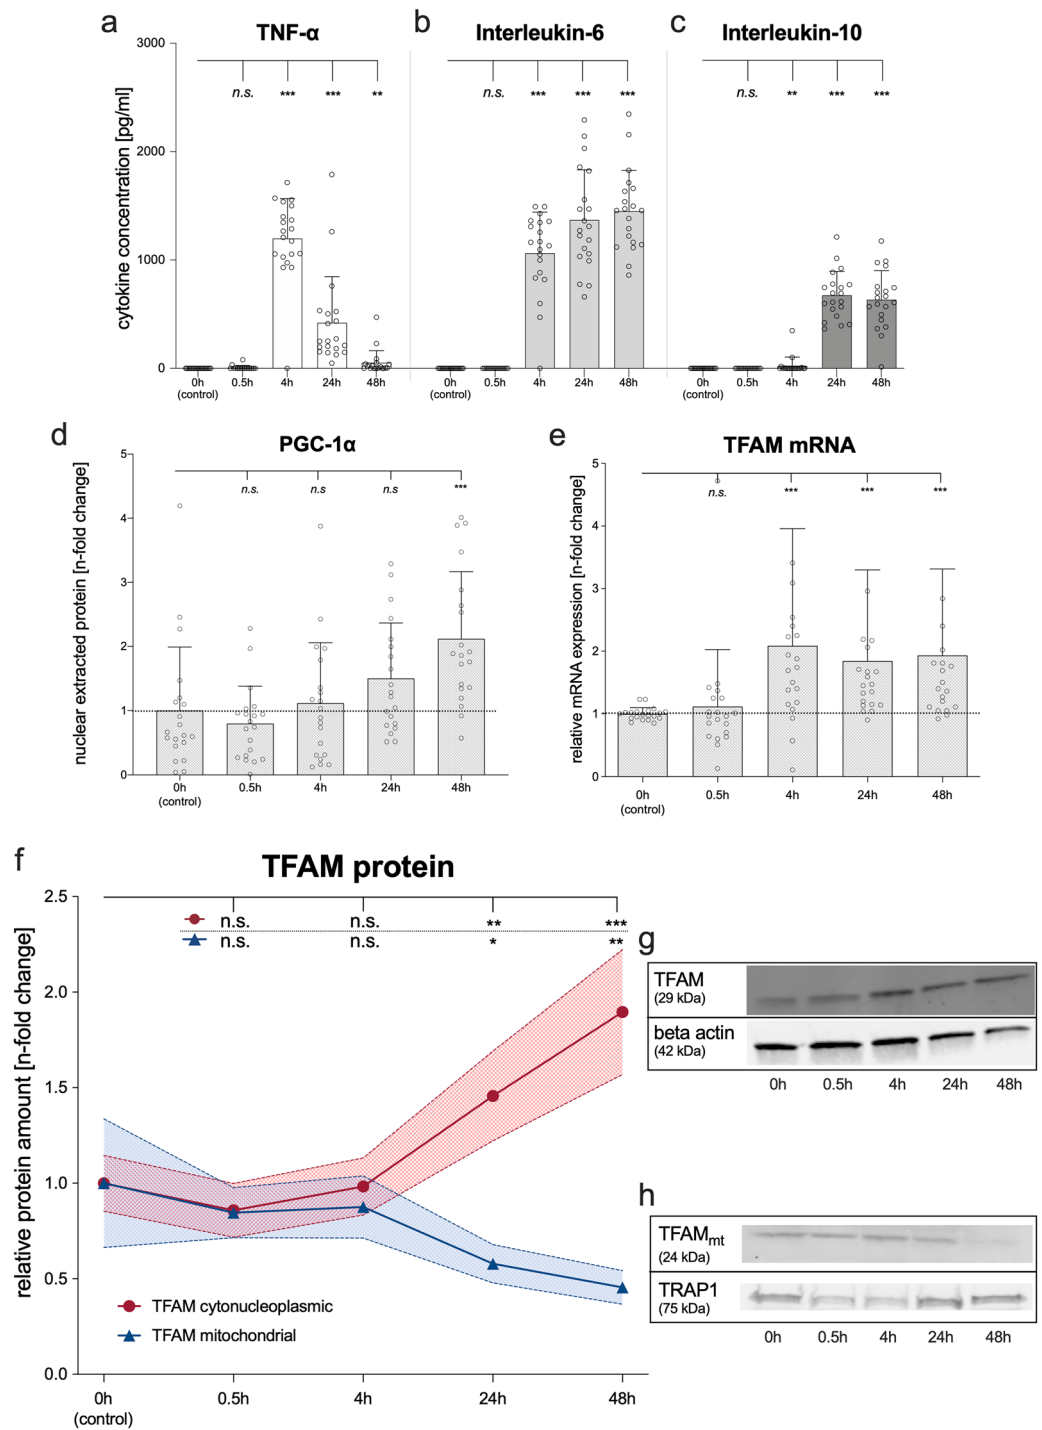 a
TNF-α
b
Interleukin-6
c
Interleukin-10
cytokine concentration [pg/ml]
3000
2000
1000
0
n.s.
***
***
**
n.s.
***
***
***
n.s.
**
***
***
0h
(control)
0.5h
4h
24h
48h
0h
(control)
0.5h
4h
24h
48h
0h
(control)
0.5h
4h
24h
48h
d
PGC-1α
nuclear extracted protein [n-fold change]
5
4
3
2
1
0
n.s.
n.s
n.s
***
0h
(control)
0.5h
4h
24h
48h
e
TFAM mRNA
relative mRNA expression [n-fold change]
5
4
3
2
1
0
n.s.
***
***
***
0h
(control)
0.5h
4h
24h
48h
f
TFAM protein
relative protein amount [n-fold change]
2.5
2.0
1.5
1.0
0.5
0.0
n.s. n.s. ** ***
n.s. n.s. * **
TFAM cytonucleoplasmic
TFAM mitochondrial
0h
(control)
0.5h
4h
24h
48h
g
TFAM
(29 kDa)
beta actin
(42 kDa)
0h 0.5h 4h 24h 48h
h
TFAMmt
(24 kDa)
TRAP1
(75 kDa)
0h 0.5h 4h 24h 48h